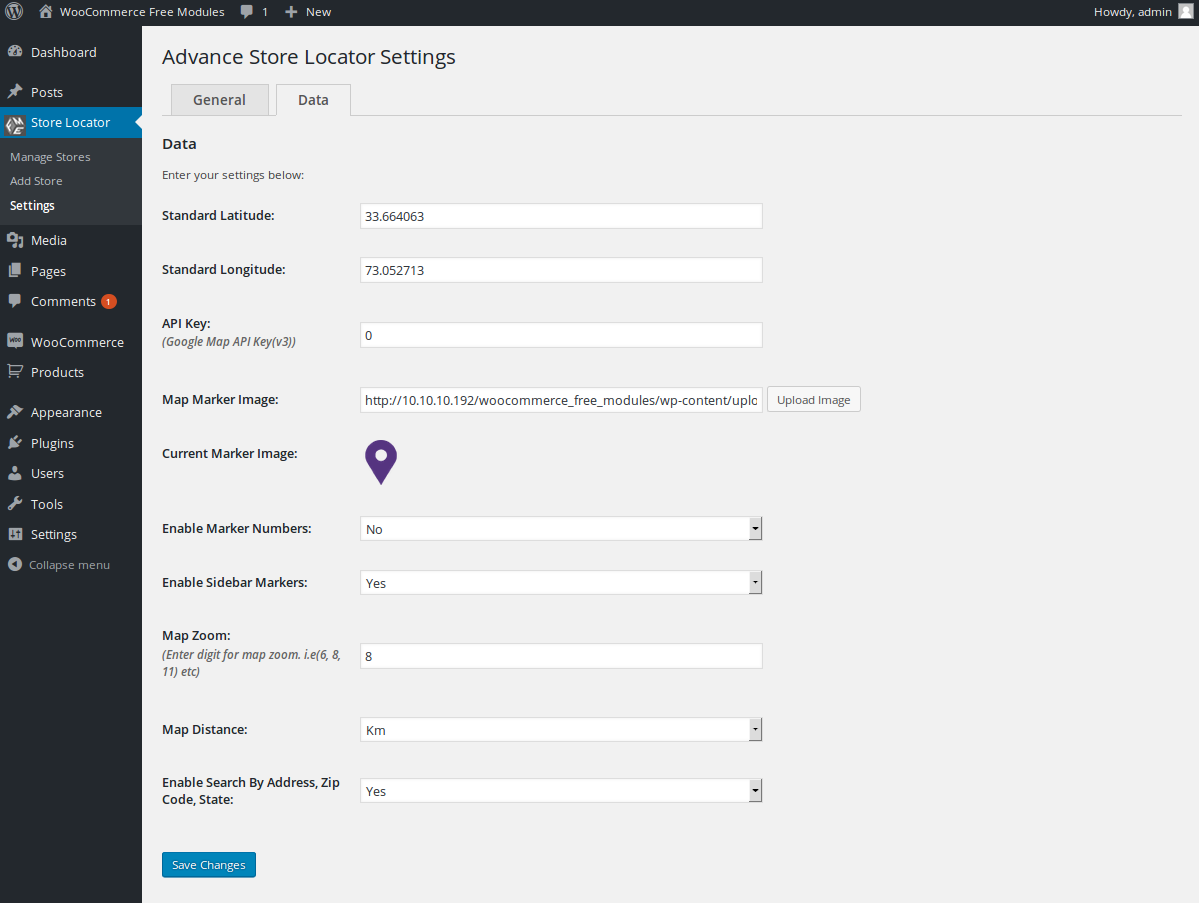 WooCommerce Free Modules 1 New Howdy, admin
Dashboard
Posts
Store Locator
Manage Stores
Add Store
Settings
Media
Pages
Comments 1
WooCommerce
Products
Appearance
Plugins
Users
Tools
Settings
Collapse menu
Advance Store Locator Settings
General Data
Data
Enter your settings below:
Standard Latitude: 33.664063
Standard Longitude: 73.052713
API Key:
(Google Map API Key(v3))
0
Map Marker Image: http://10.10.10.192/woocommerce_free_modules/wp-content/uplo Upload Image
Current Marker Image:
Enable Marker Numbers: No
Enable Sidebar Markers: Yes
Map Zoom:
(Enter digit for map zoom. i.e(6, 8,
11) etc)
8
Map Distance: Km
Enable Search By Address, Zip
Code, State:
Yes
Save Changes